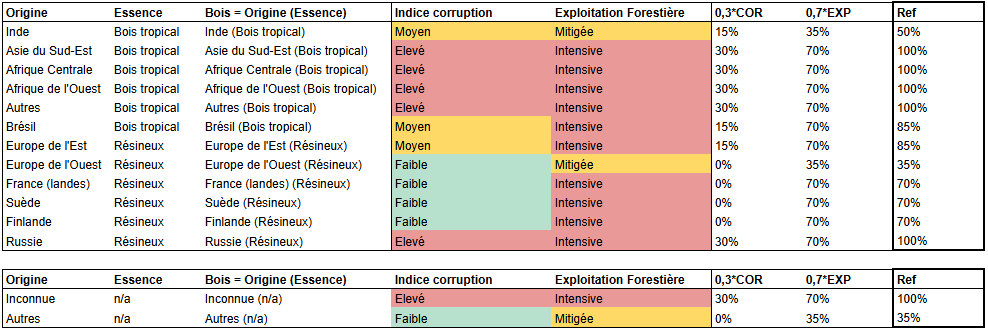 Origine Essence Bois = Origine (Essence) Indice corruption Exploitation Forestière 0,3*COR 0,7*EXP Ref
Inde Bois tropical Inde (Bois tropical) Moyen Mitigée 15% 35% 50%
Asie du Sud-Est Bois tropical Asie du Sud-Est (Bois tropical) Elevé Intensive 30% 70% 100%
Afrique Centrale Bois tropical Afrique Centrale (Bois tropical) Elevé Intensive 30% 70% 100%
Afrique de l'Ouest Bois tropical Afrique de l'Ouest (Bois tropical) Elevé Intensive 30% 70% 100%
Autres Bois tropical Autres (Bois tropical) Elevé Intensive 30% 70% 100%
Brésil Bois tropical Brésil (Bois tropical) Moyen Intensive 15% 70% 85%
Europe de l'Est Résineux Europe de l'Est (Résineux) Moyen Intensive 15% 70% 85%
Europe de l'Ouest Résineux Europe de l'Ouest (Résineux) Faible Mitigée 0% 35% 35%
France (landes) Résineux France (landes) (Résineux) Faible Intensive 0% 70% 70%
Suède Résineux Suède (Résineux) Faible Intensive 0% 70% 70%
Finlande Résineux Finlande (Résineux) Faible Intensive 0% 70% 70%
Russie Résineux Russie (Résineux) Elevé Intensive 30% 70% 100%
Origine Essence Bois = Origine (Essence) Indice corruption Exploitation Forestière 0,3*COR 0,7*EXP Ref
Inconnue n/a Inconnue (n/a) Elevé Intensive 30% 70% 100%
Autres n/a Autres (n/a) Faible Mitigée 0% 35% 35%